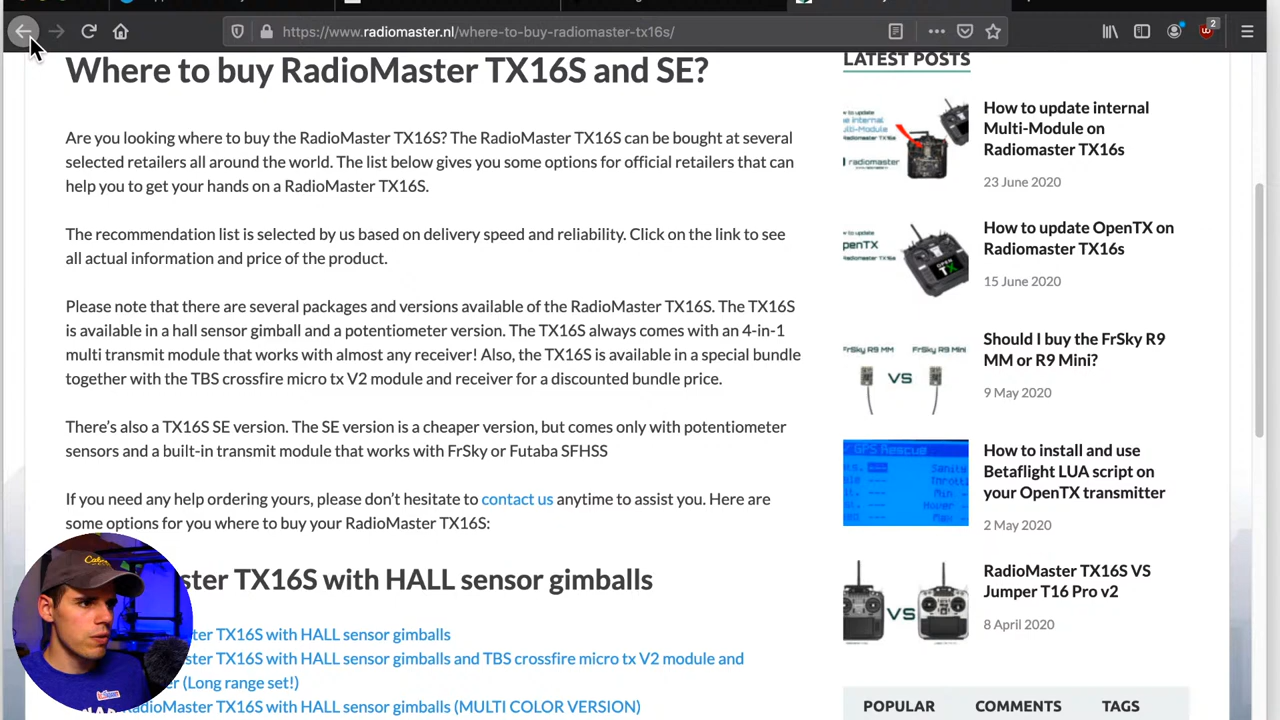 https://www.radiomaster.nl/where-to-buy-radiomaster-tx16s/
2
Where to buy RadioMaster TX16S and SE?
Are you looking where to buy the RadioMaster TX16S? The RadioMaster TX16S can be bought at several
selected retailers all around the world. The list below gives you some options for official retailers that can
help you to get your hands on a RadioMaster TX16S.
The recommendation list is selected by us based on delivery speed and reliability. Click on the link to see
all actual information and price of the product.
Please note that there are several packages and versions available of the RadioMaster TX16S. The TX16S
is available in a hall sensor gimball and a potentiometer version. The TX16S always comes with an 4-in-1
multi transmit module that works with almost any receiver! Also, the TX16S is available in a special bundle
together with the TBS crossfire micro tx V2 module and receiver for a discounted bundle price.
There's also a TX16S SE version. The SE version is a cheaper version, but comes only with potentiometer
sensors and a built-in transmit module that works with FrSky or Futaba SFHSS
If you need any help ordering yours, please don't hesitate to contact us anytime to assist you. Here are
some options for you where to buy your RadioMaster TX16S:
ster TX16S with HALL sensor gimballs
ter TX16S with HALL sensor gimballs
ter TX16S with HALL sensor gimballs and TBS crossfire micro tx V2 module and
r (Long range set!)
adioMaster TX16S with HALL sensor gimballs (MULTI COLOR VERSION)
LATEST POSTS
How to update internal
Multi-Module on
Radiomaster TX16s
23 June 2020
How to update OpenTX on
Radiomaster TX16s
15 June 2020
FrSky R9 MM
FrSky R9 Mini
VS
Should I buy the FrSky R9
MM or R9 Mini?
9 May 2020
GPS Rescue
How to install and use
Betaflight LUA script on
your OpenTX transmitter
2 May 2020
VS
RadioMaster TX16S VS
Jumper T16 Pro v2
8 April 2020
POPULAR
COMMENTS
TAGS